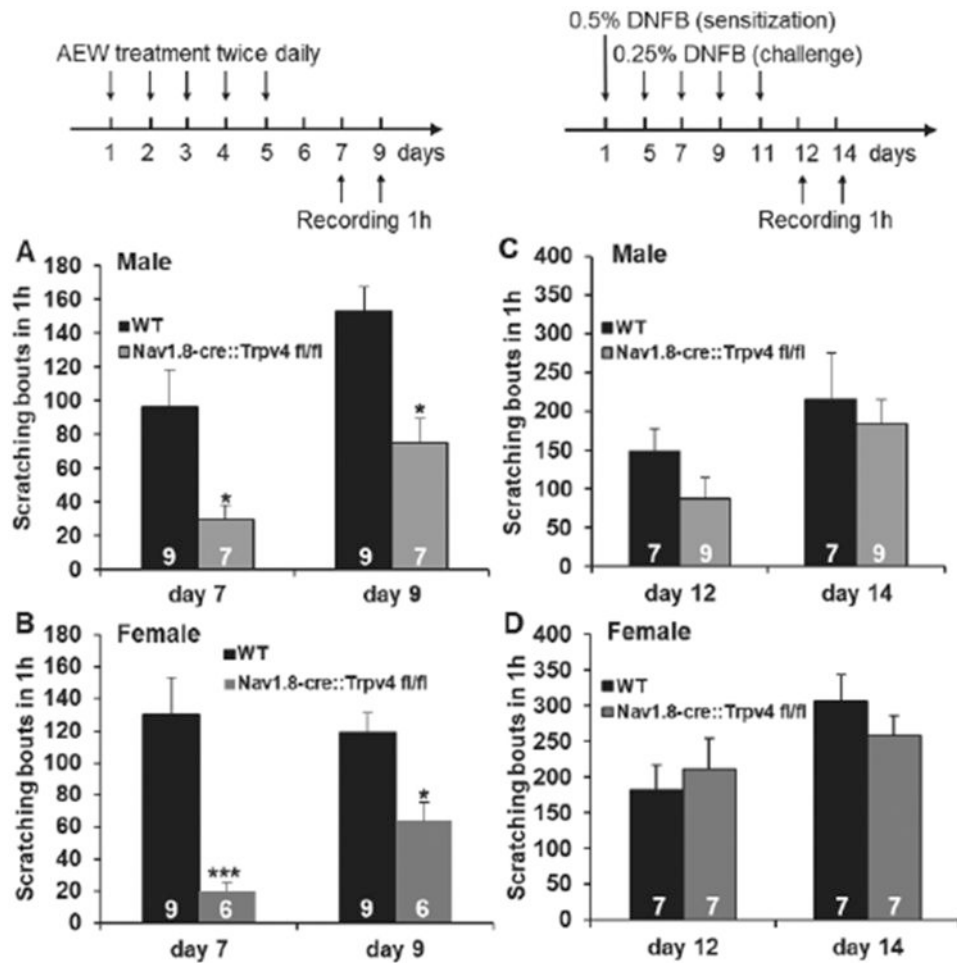 AEW treatment twice daily
1 2 3 4 5 6 7 9 days
Recording 1h
0.5% DNFB (sensitization)
0.25% DNFB (challenge)
1 5 7 9 11 12 14 days
Recording 1h
A
Male
Scratching bouts in 1h
180
160
140
120
100
80
60
40
20
0
WT
Nav1.8-cre::Trpv4 fl/fl
*
*
9 7 9 7
day 7 day 9
B
Female
Scratching bouts in 1h
180
160
140
120
100
80
60
40
20
0
WT
Nav1.8-cre::Trpv4 fl/fl
***
*
9 6 9 6
day 7 day 9
C
Male
Scratching bouts in 1h
400
350
300
250
200
150
100
50
0
WT
Nav1.8-cre::Trpv4 fl/fl
7 9 7 9
day 12 day 14
D
Female
Scratching bouts in 1h
400
350
300
250
200
150
100
50
0
WT
Nav1.8-cre::Trpv4 fl/fl
7 7 7 7
day 12 day 14